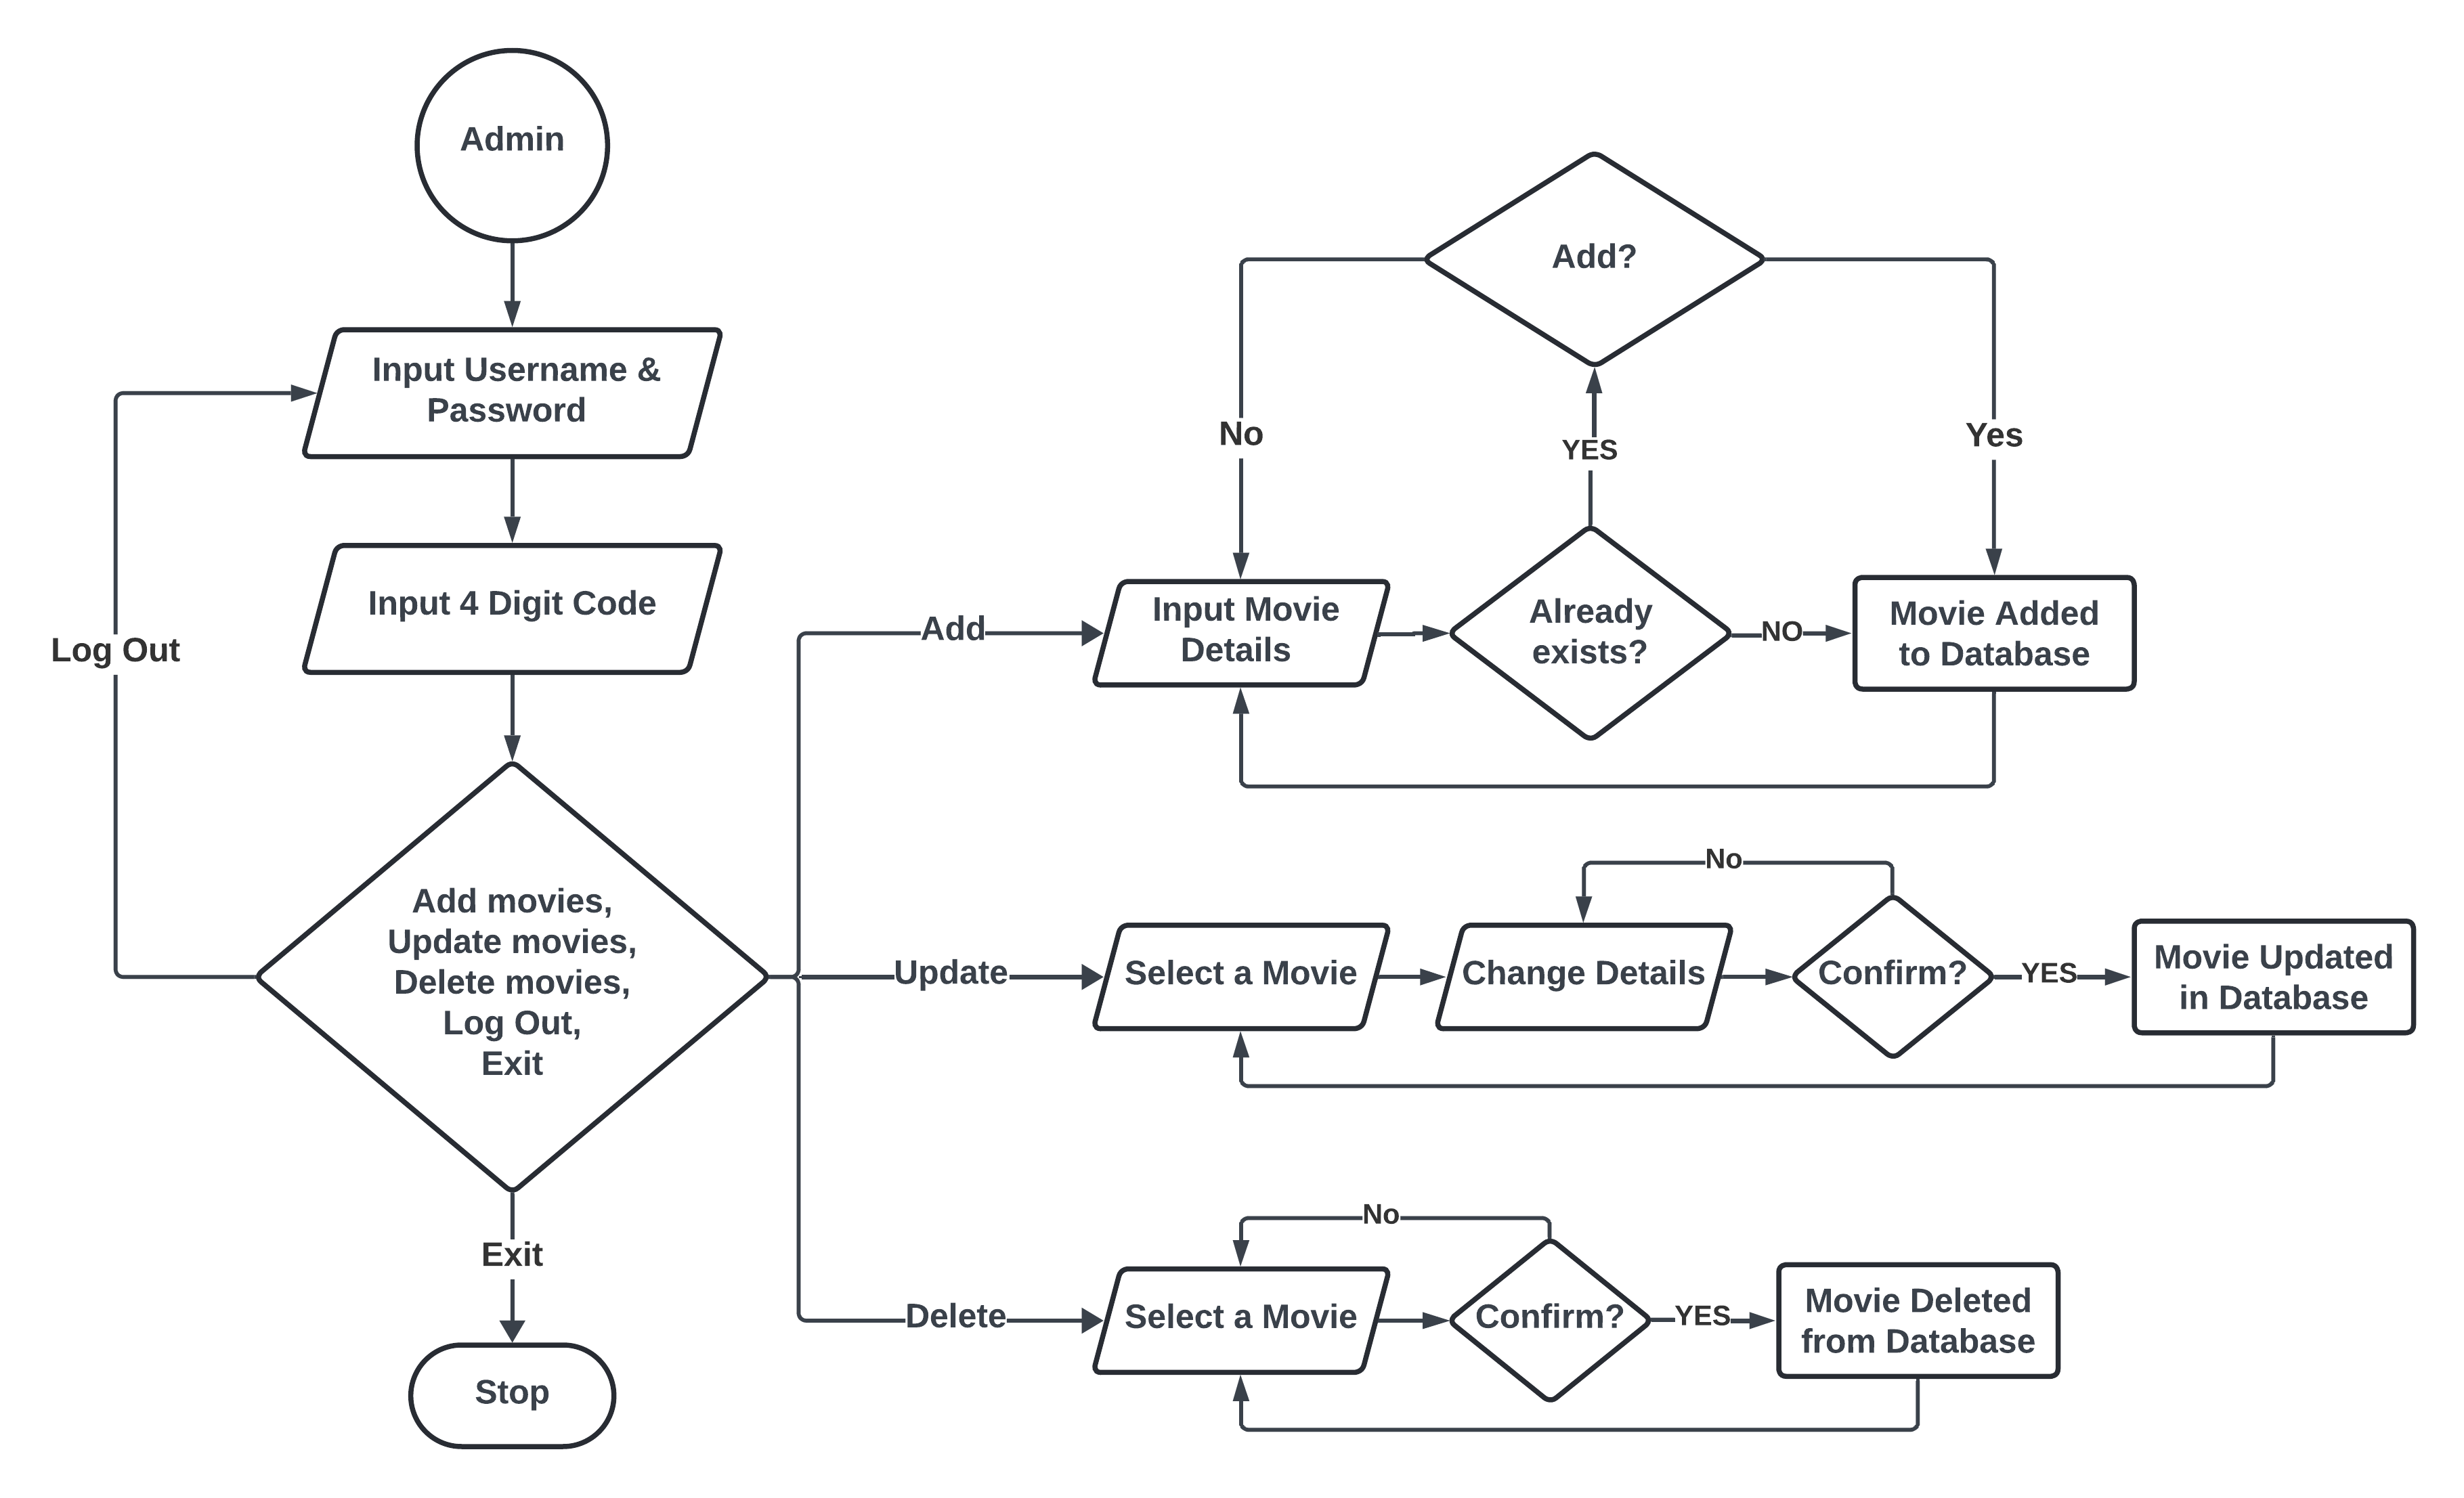 Admin
Input Username &
Password
Input 4 Digit Code
Log Out
Add movies,
Update movies,
Delete movies,
Log Out,
Exit
Exit
Stop
Add?
No
YES
Yes
Add
Input Movie
Details
Already
exists?
NO
Movie Added
to Database
No
Update
Select a Movie
Change Details
Confirm?
YES
Movie Updated
in Database
No
Delete
Select a Movie
Confirm?
YES
Movie Deleted
from Database